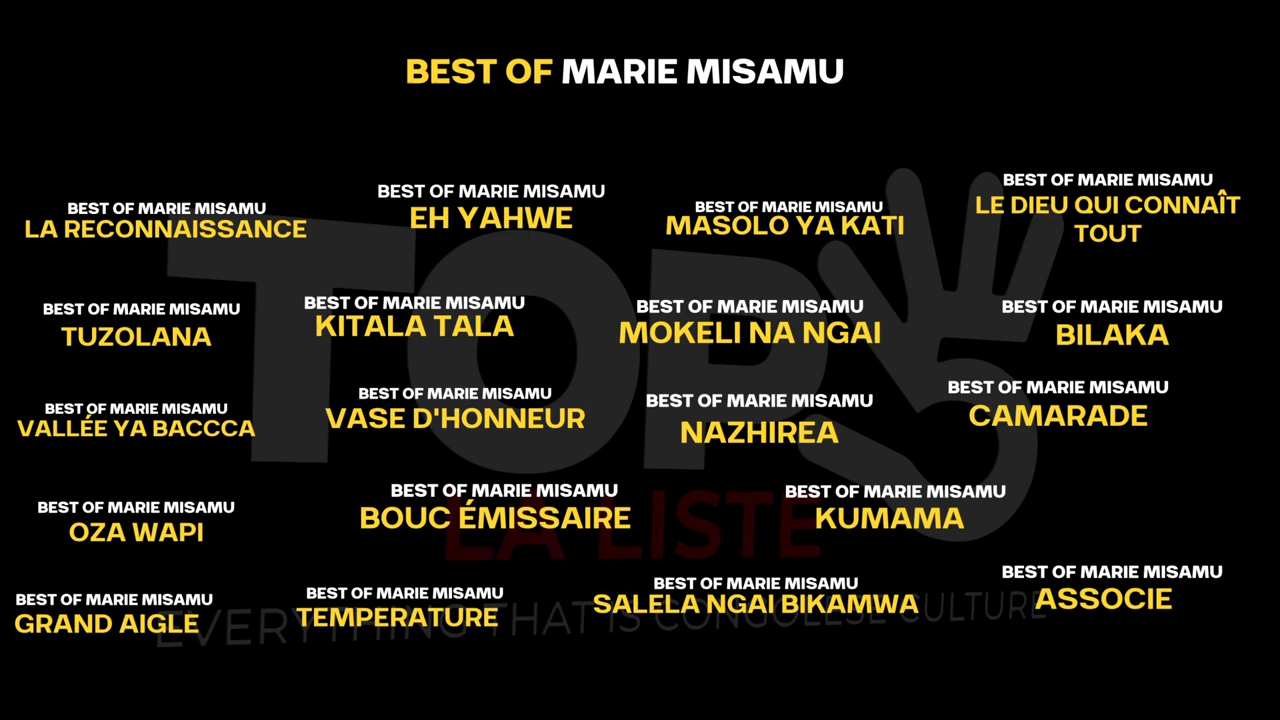 BEST OF MARIE MISAMU
BEST OF MARIE MISAMU
LA RECONNAISSANCE
BEST OF MARIE MISAMU
EH YAHWE
BEST OF MARIE MISAMU
MASOLO YA KATI
BEST OF MARIE MISAMU
LE DIEU QUI CONNAÎT
TOUT
BEST OF MARIE MISAMU
TUZOLANA
BEST OF MARIE MISAMU
KITALA TALA
BEST OF MARIE MISAMU
MOKELI NA NGAI
BEST OF MARIE MISAMU
BILAKA
BEST OF MARIE MISAMU
VALLÉE YA BACCCA
BEST OF MARIE MISAMU
VASE D'HONNEUR
BEST OF MARIE MISAMU
NAZHIREA
BEST OF MARIE MISAMU
CAMARADE
BEST OF MARIE MISAMU
OZA WAPI
BEST OF MARIE MISAMU
BOUC ÉMISSAIRE
BEST OF MARIE MISAMU
KUMAMA
BEST OF MARIE MISAMU
GRAND AIGLE
BEST OF MARIE MISAMU
TEMPERATURE
BEST OF MARIE MISAMU
SALELA NGAI BIKAMWA
BEST OF MARIE MISAMU
ASSOCIE
TOP 5
LA LISTE
EVERYTHING THAT IS CONGOLESE CULTURE